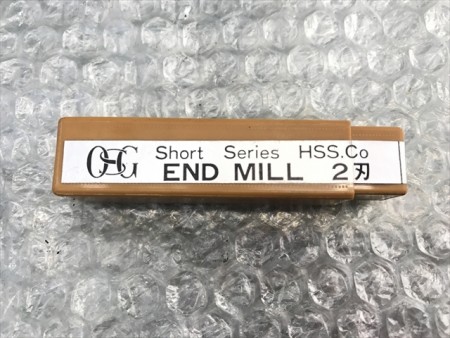 OSG Short Series HSS.Co
END MILL 2刃